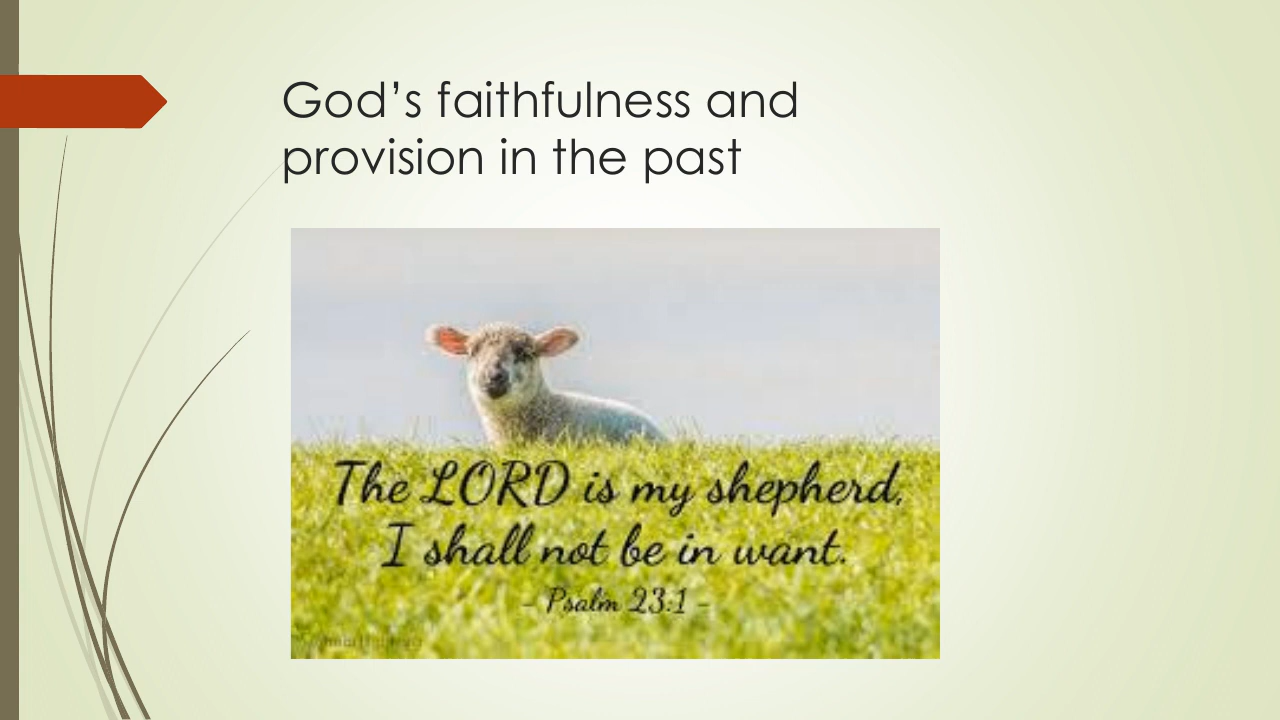 God’s faithfulness and
provision in the past
The LORD is my shepherd,
I shall not be in want.
- Psalm 23:1 -